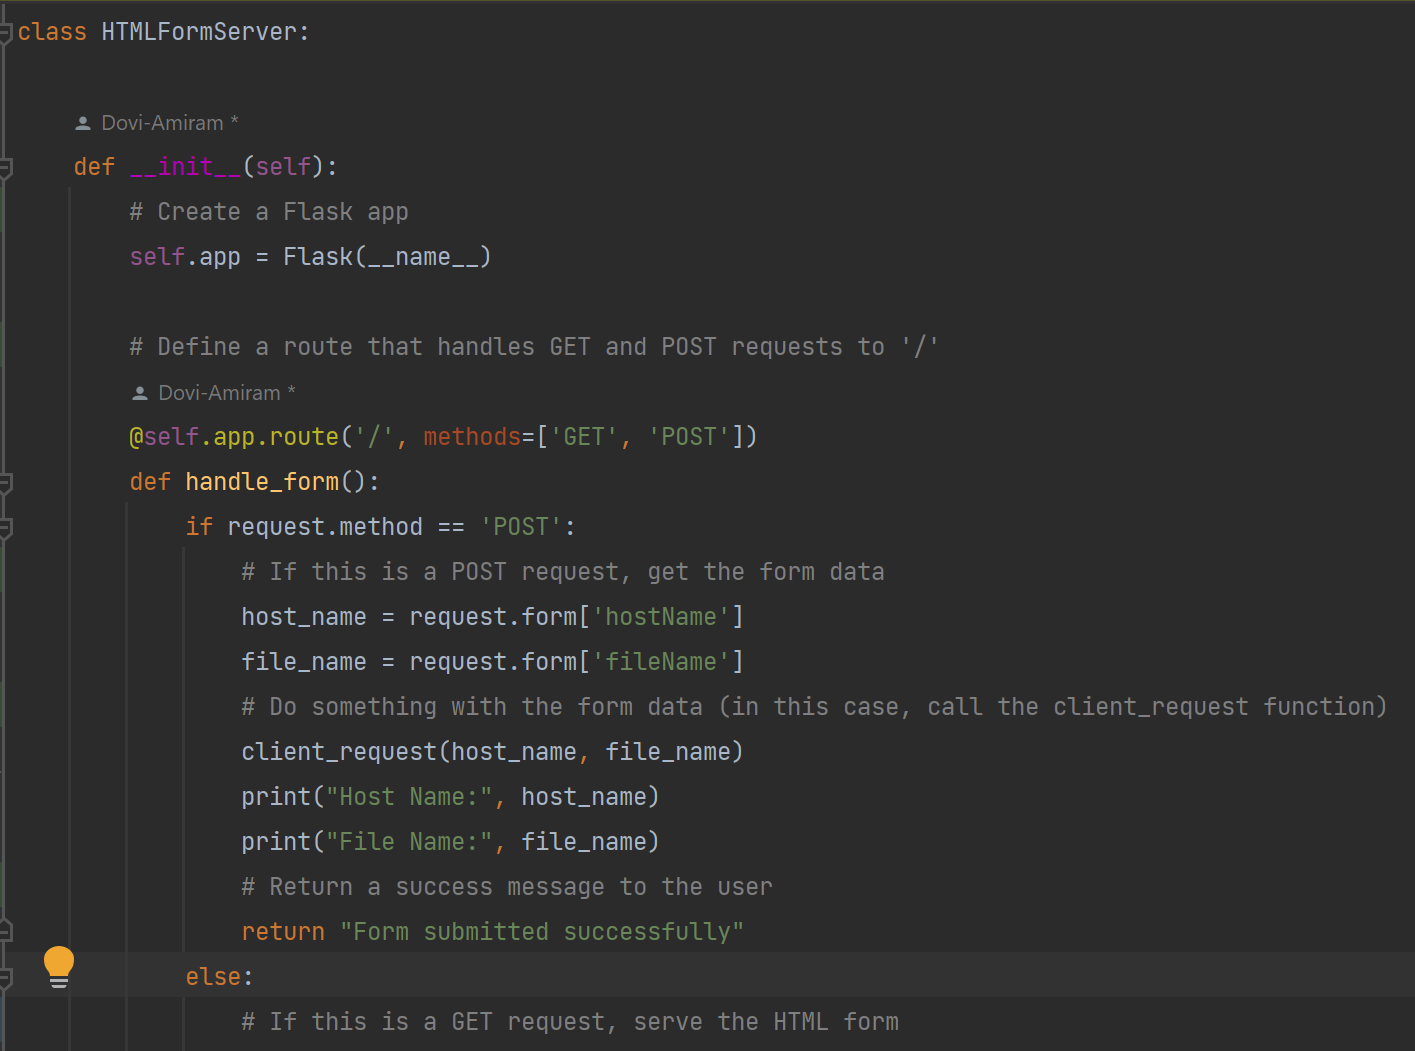 class HTMLFormServer:
Dovi-Amiram *
def __init__(self):
# Create a Flask app
self.app = Flask(__name__)
# Define a route that handles GET and POST requests to '/'
Dovi-Amiram *
@self.app.route('/', methods=['GET', 'POST'])
def handle_form():
if request.method == 'POST':
# If this is a POST request, get the form data
host_name = request.form['hostName']
file_name = request.form['fileName']
# Do something with the form data (in this case, call the client_request function)
client_request(host_name, file_name)
print("Host Name:", host_name)
print("File Name:", file_name)
# Return a success message to the user
return "Form submitted successfully"
else:
# If this is a GET request, serve the HTML form